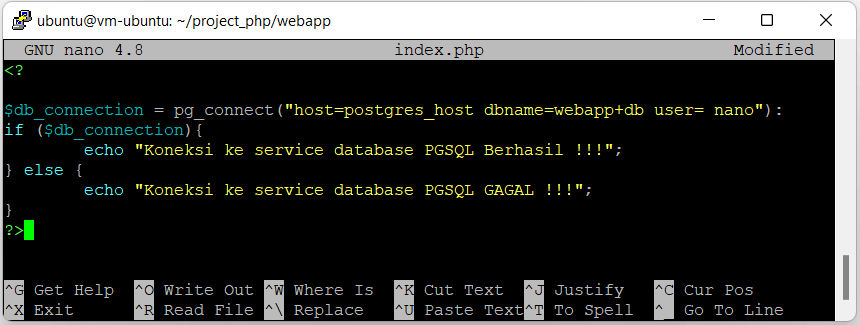 ubuntu@vm-ubuntu: ~/project_php/webapp
GNU nano 4.8 index.php Modified
<?
$db_connection = pg_connect("host=postgres_host dbname=webapp+db user= nano"):
if ($db_connection){
echo "Koneksi ke service database PGSQL Berhasil !!!";
} else {
echo "Koneksi ke service database PGSQL GAGAL !!!";
}
?>
^G Get Help ^O Write Out ^W Where Is ^K Cut Text ^J Justify ^C Cur Pos
^X Exit ^R Read File ^\ Replace ^U Paste Text ^T To Spell ^_ Go To Line